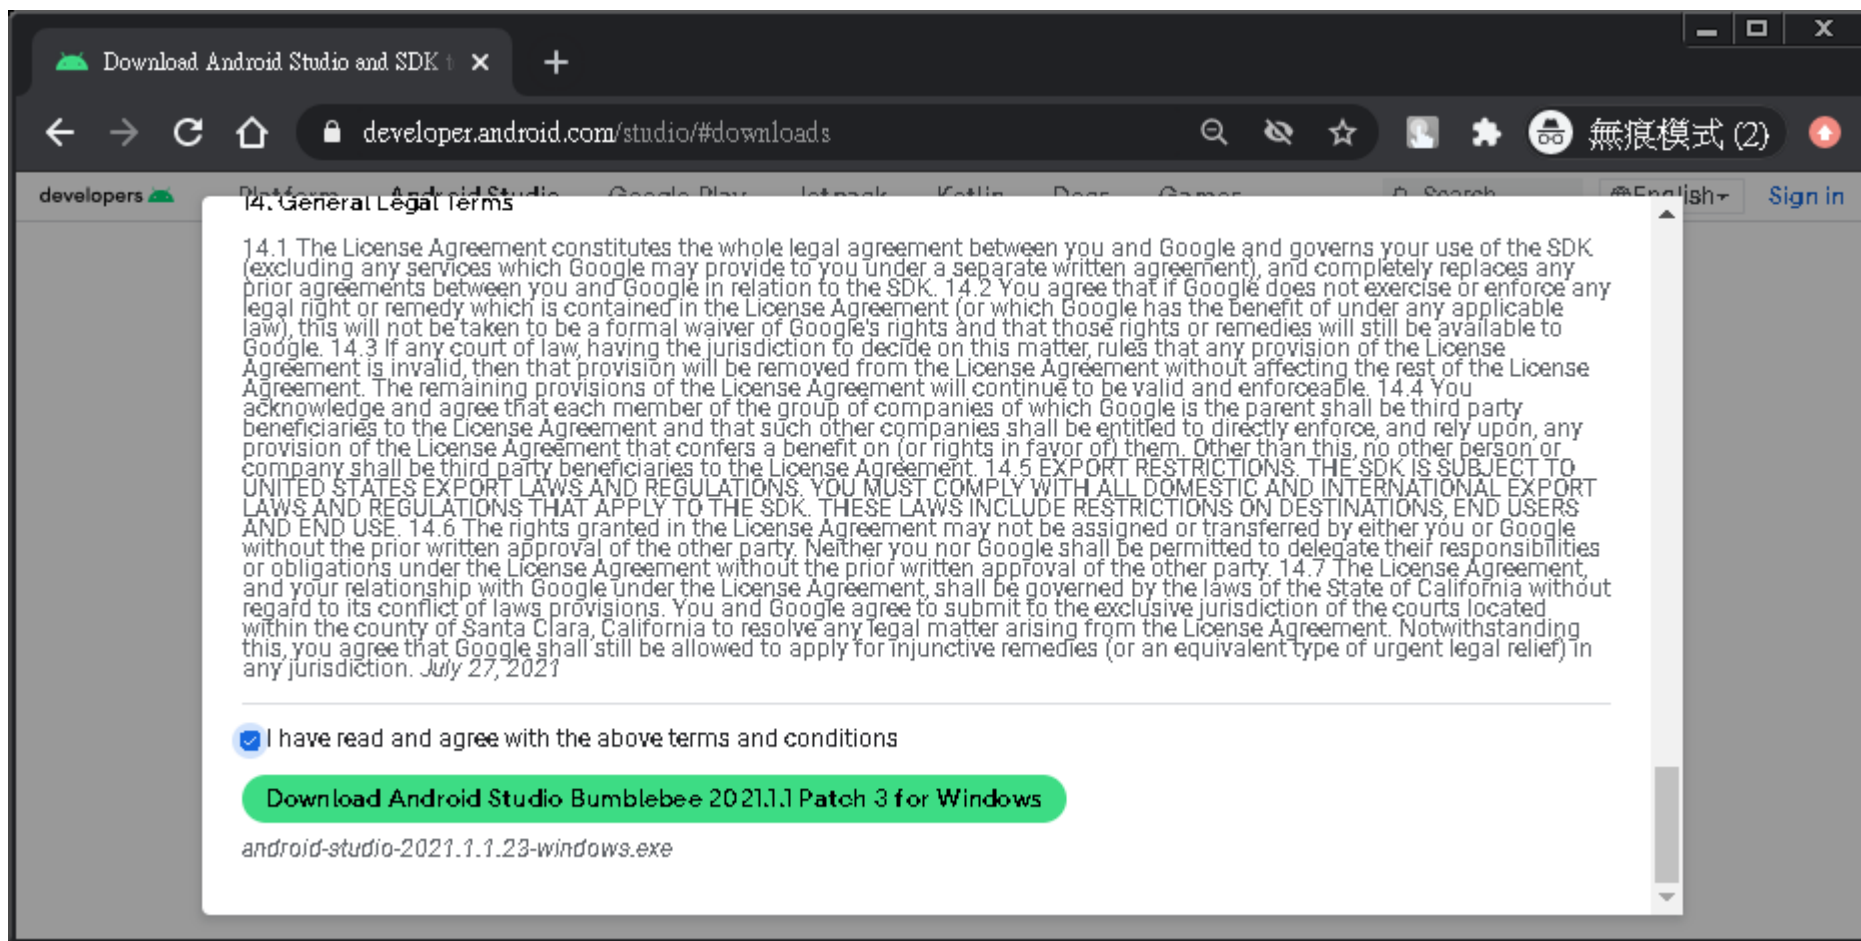 Download Android Studio and SDK t
developer.android.com/studio/#downloads
無痕模式 (2)
developers
Platform Android Studio Google Play Jetpack Kotlin Docs Games Search English Sign in
14. General Legal Terms
14.1 The License Agreement constitutes the whole legal agreement between you and Google and governs your use of the SDK
(excluding any services which Google may provide to you under a separate written agreement), and completely replaces any
prior agreements between you and Google in relation to the SDK. 14.2 You agree that if Google does not exercise or enforce any
legal right or remedy which is contained in the License Agreement (or which Google has the benefit of under any applicable
law), this will not be taken to be a formal waiver of Google's rights and that those rights or remedies will still be available to
Google. 14.3 If any court of law, having the jurisdiction to decide on this matter, rules that any provision of the License
Agreement is invalid, then that provision will be removed from the License Agreement without affecting the rest of the License
Agreement. The remaining provisions of the License Agreement will continue to be valid and enforceable. 14.4 You
acknowledge and agree that each member of the group of companies of which Google is the parent shall be third party
beneficiaries to the License Agreement and that such other companies shall be entitled to directly enforce, and rely upon, any
provision of the License Agreement that confers a benefit on (or rights in favor of) them. Other than this, no other person or
company shall be third party beneficiaries to the License Agreement. 14.5 EXPORT RESTRICTIONS. THE SDK IS SUBJECT TO
UNITED STATES EXPORT LAWS AND REGULATIONS. YOU MUST COMPLY WITH ALL DOMESTIC AND INTERNATIONAL EXPORT
LAWS AND REGULATIONS THAT APPLY TO THE SDK. THESE LAWS INCLUDE RESTRICTIONS ON DESTINATIONS, END USERS
AND END USE. 14.6 The rights granted in the License Agreement may not be assigned or transferred by either you or Google
without the prior written approval of the other party. Neither you nor Google shall be permitted to delegate their responsibilities
or obligations under the License Agreement without the prior written approval of the other party. 14.7 The License Agreement,
and your relationship with Google under the License Agreement, shall be governed by the laws of the State of California without
regard to its conflict of laws provisions. You and Google agree to submit to the exclusive jurisdiction of the courts located
within the county of Santa Clara, California to resolve any legal matter arising from the License Agreement. Notwithstanding
this, you agree that Google shall still be allowed to apply for injunctive remedies (or an equivalent type of urgent legal relief) in
any jurisdiction. July 27, 2021
I have read and agree with the above terms and conditions
Download Android Studio Bumblebee 2021.1.1 Patch 3 for Windows
android-studio-2021.1.1.23-windows.exe